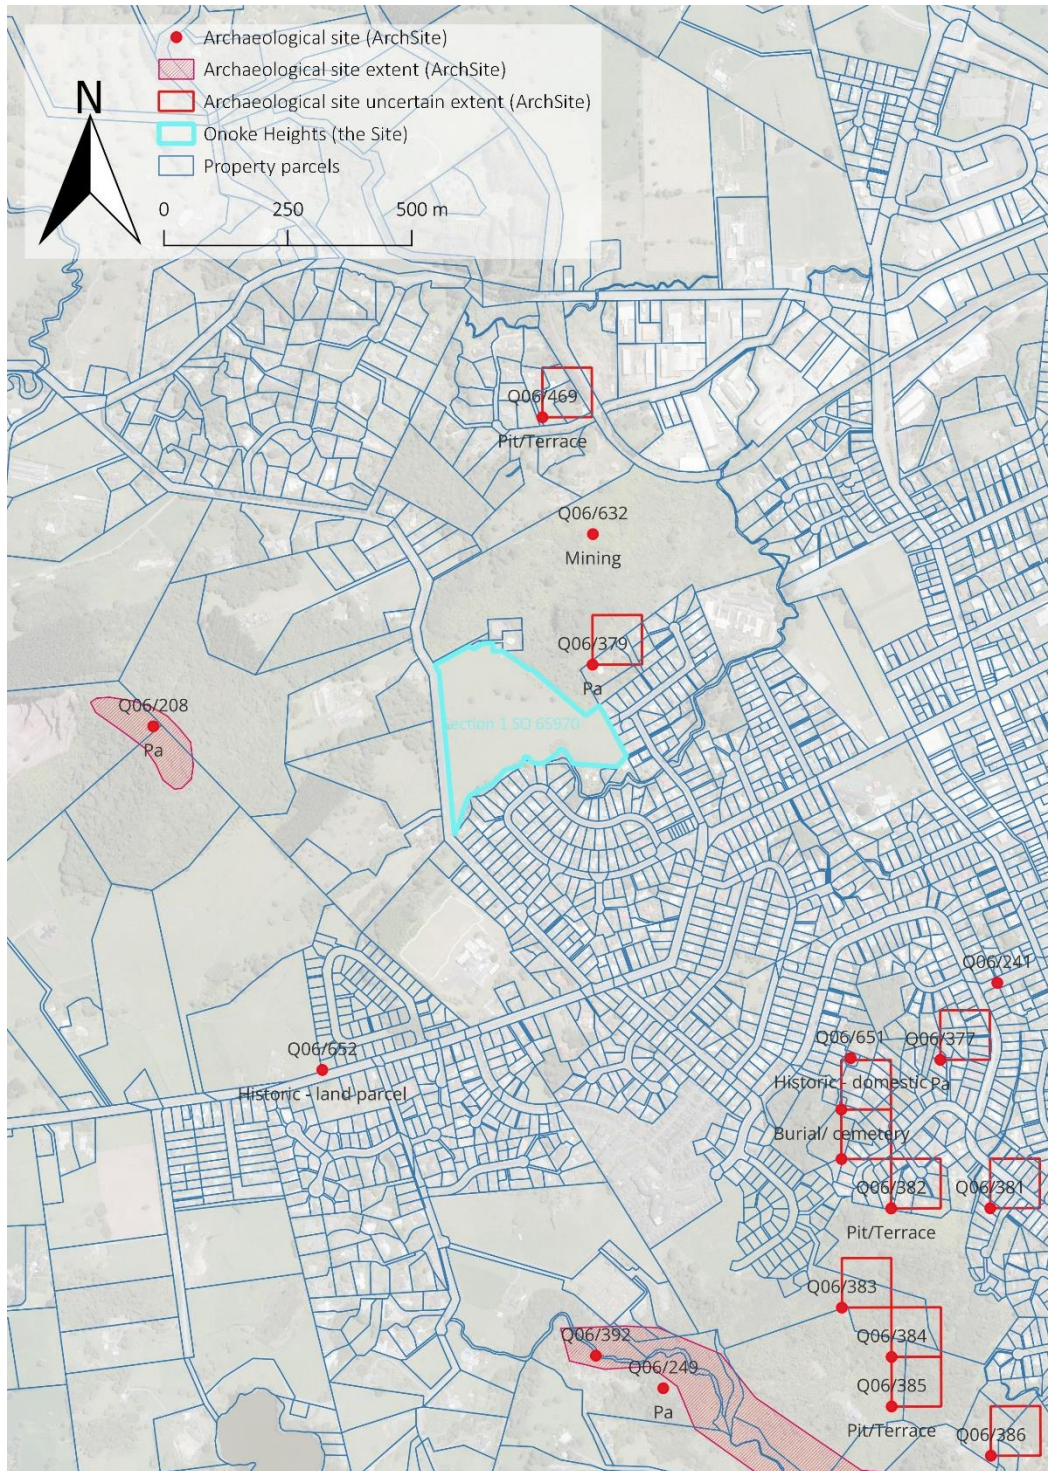 Archaeological site (ArchSite)
Archaeological site extent (ArchSite)
N
Archaeological site uncertain extent (ArchSite)
Onoke Heights (the Site)
Property parcels
0 250 500 m
Q06/469
Pit/Terrace
Q06/632
Mining
Q06/379
Pa
Q06/208
Pa
Section 1 SO 65970
Q06/241
Q06/651
Q06/377
Q06/652
Historic - domestic
Pa
Historic - land parcel
Burial/ cemetery
Q06/382
Q06/381
Pit/Terrace
Q06/383
Q06/392
Q06/384
Q06/249
Q06/385
Pa
Pit/Terrace
Q06/386